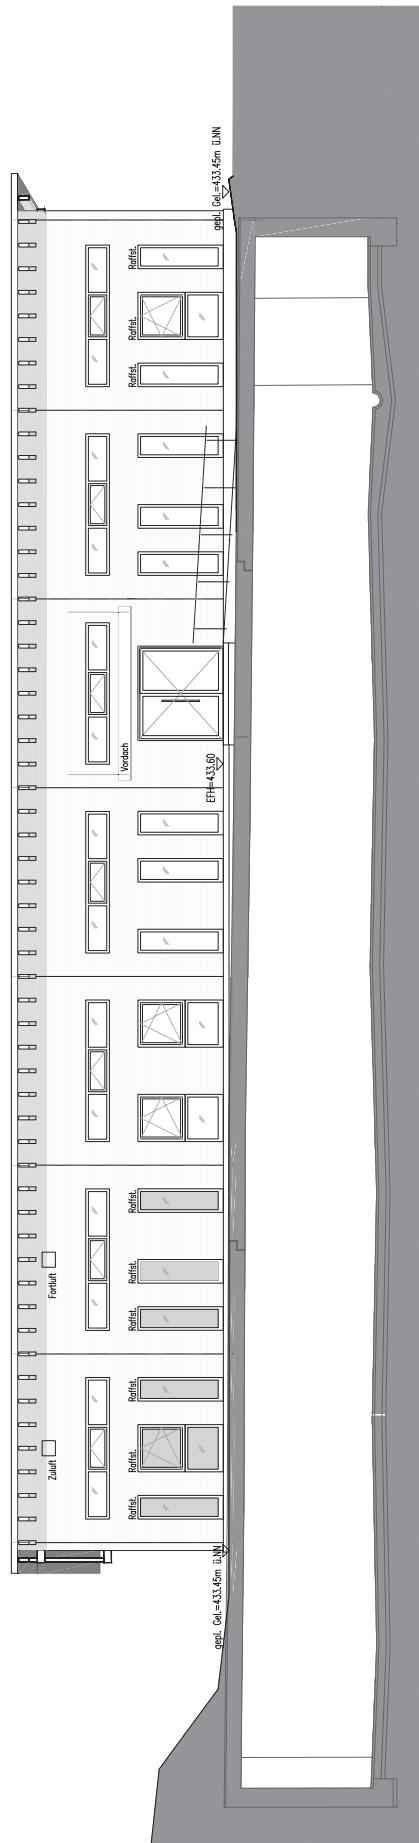 gepl. Gel.=433.45m ü.NN
Raffst.
Raffst.
Raffst.
Vordach
EFH=433.60
Raffst.
Raffst.
Raffst.
Fortluft
Raffst.
Raffst.
Raffst.
Zuluft
gepl. Gel.=433.45m ü.NN